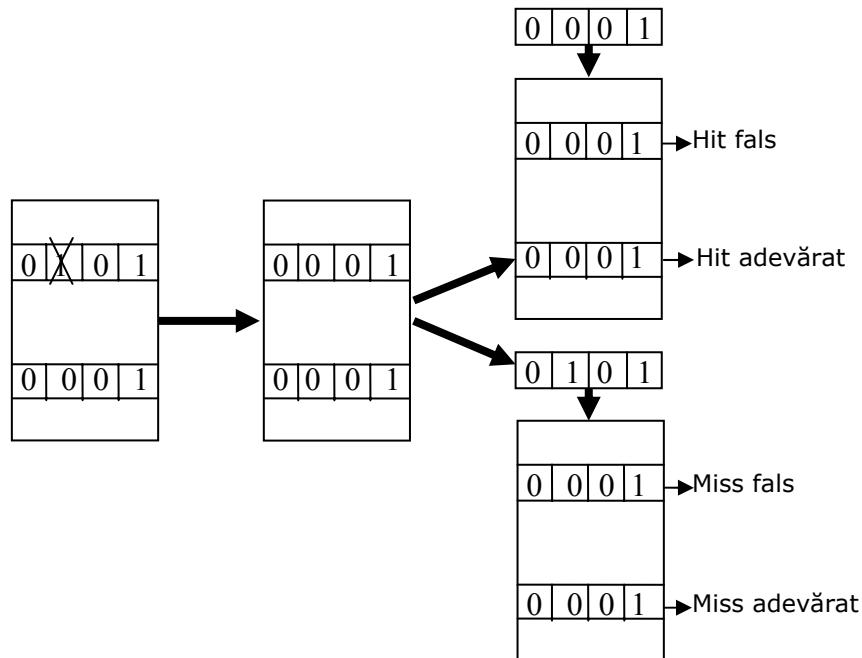 0 0 0 1
0 0 0 1 Hit fals
0 0 0 1 Hit adevărat
0 1 0 1
0 0 0 1
0 0 0 1
0 0 0 1
0 1 0 1
0 0 0 1 Miss fals
0 0 0 1 Miss adevărat